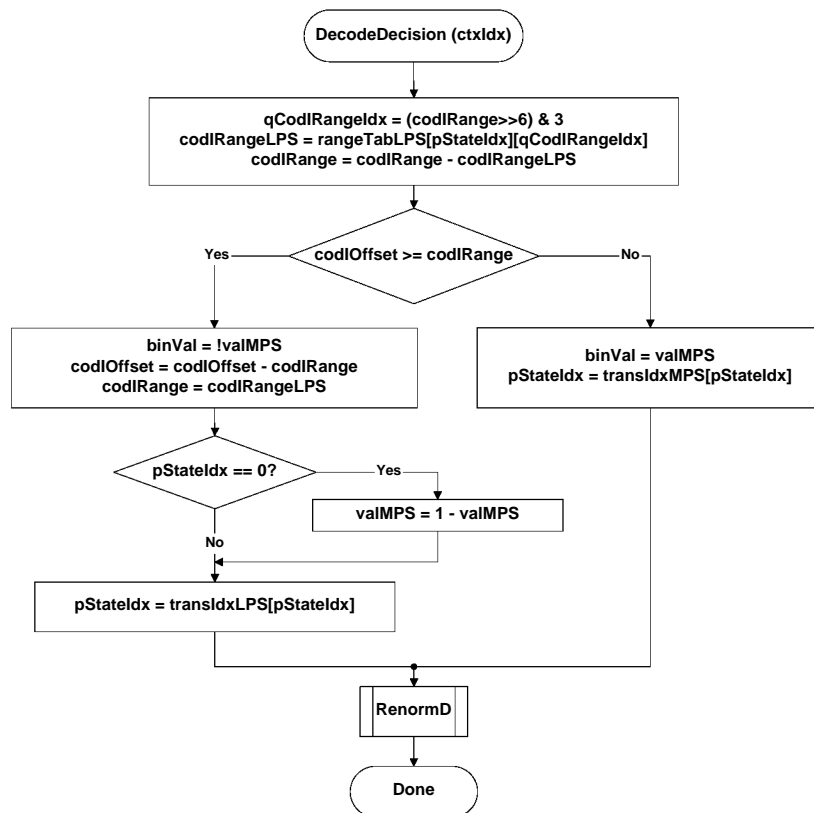 DecodeDecision (ctxIdx)
qCodIRangeIdx = (codIRange>>6) & 3
codIRangeLPS = rangeTabLPS[pStateIdx][qCodIRangeIdx]
codIRange = codIRange - codIRangeLPS
codIOffset >= codIRange
Yes
No
binVal = !valMPS
codIOffset = codIOffset - codIRange
codIRange = codIRangeLPS
binVal = valMPS
pStateIdx = transIdxMPS[pStateIdx]
pStateIdx == 0?
Yes
valMPS = 1 - valMPS
No
pStateIdx = transIdxLPS[pStateIdx]
RenormD
Done